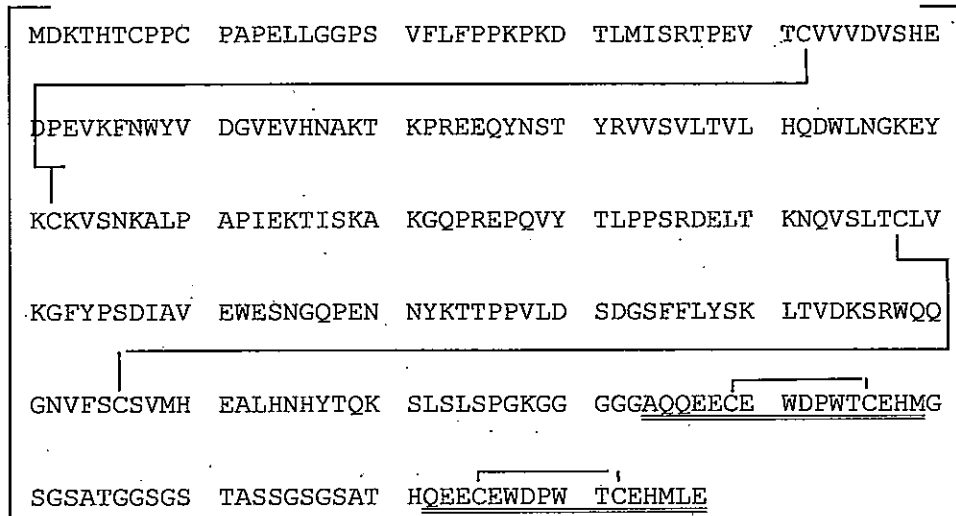 MDKTHTCPPC PAPELLGGPS VFLFPPKPKD TLMISRTPEV TCVVVDVSHE
DPEVKFNWYV DGVEVHNAKT KPREEQYNST YRVVSVLTVL HQDWLNGKEY
KCKVSNKALP APIEKTISKA KGQPREPQVY TLPPSRDELT KNQVSLTCLV
KGFYPSDIAV EWESNGQPEN NYKTTPPVLD SDGSFFLYSK LTVDKSRWQQ
GNVFSCSVMH EALHNHYTQK SLSLSPGKGG GGGAQQEECE WDPWTCEHMG
SGSATGGSGS TASSGSGSAT HQEECEWDPW TCEHMLE